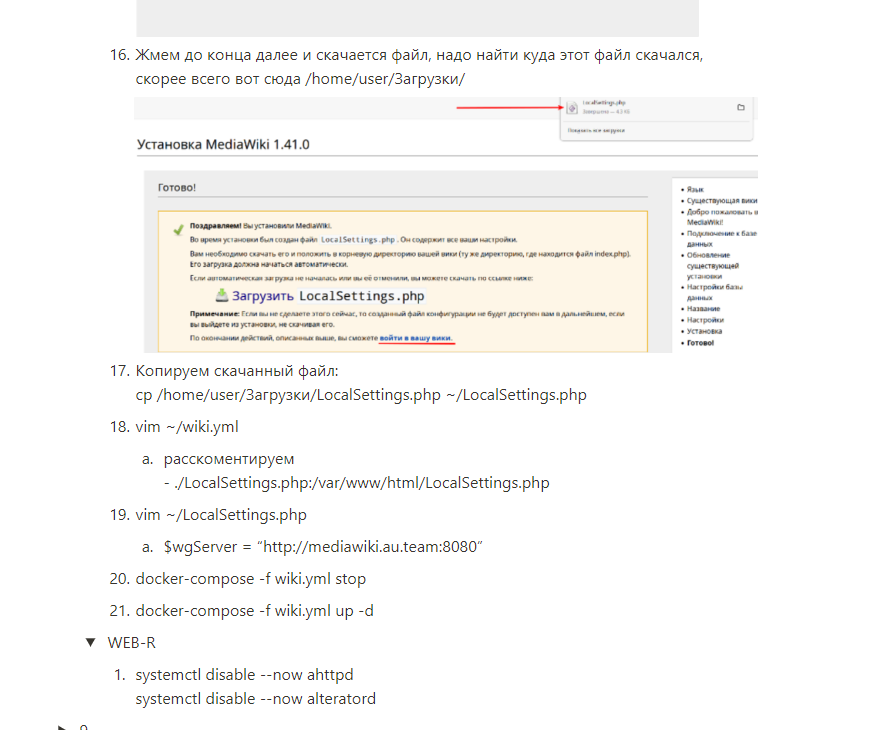 16. Жмем до конца далее и скачается файл, надо найти куда этот файл скачался,
скорее всего вот сюда /home/user/Загрузки/
LocalSettings.php
Показать все загрузки
Установка MediaWiki 1.41.0
Готово!
Поздравляем! Вы установили MediaWiki.
Во время установки был создан файл LocalSettings.php. Он содержит все ваши настройки.
Вам необходимо скачать его и положить в корневую директорию вашей вики (ту же директорию, где находится файл index.php).
Его загрузка должна начаться автоматически.
Если автоматическая загрузка не началась или вы её отменили, вы можете скачать по ссылке ниже:
Загрузить LocalSettings.php
Примечание: Если вы не сделаете этого сейчас, то созданный файл конфигурации не будет доступен вам в дальнейшем, если
вы выйдете из установки, не скачивая его.
По окончании действий, описанных выше, вы сможете войти в вашу вики.
• Язык
• Существующая вики
• Добро пожаловать в
MediaWiki!
• Подключение к базе
данных
• Обновление
существующей
установки
• Настройки базы
данных
• Название
• Настройки
• Установка
• Готово!
17. Копируем скачанный файл:
cp /home/user/Загрузки/LocalSettings.php ~/LocalSettings.php
18. vim ~/wiki.yml
a. расскоментируем
- ./LocalSettings.php:/var/www/html/LocalSettings.php
19. vim ~/LocalSettings.php
a. $wgServer = “http://mediawiki.au.team:8080”
20. docker-compose -f wiki.yml stop
21. docker-compose -f wiki.yml up -d
▼ WEB-R
1. systemctl disable --now ahttpd
systemctl disable --now alteratord